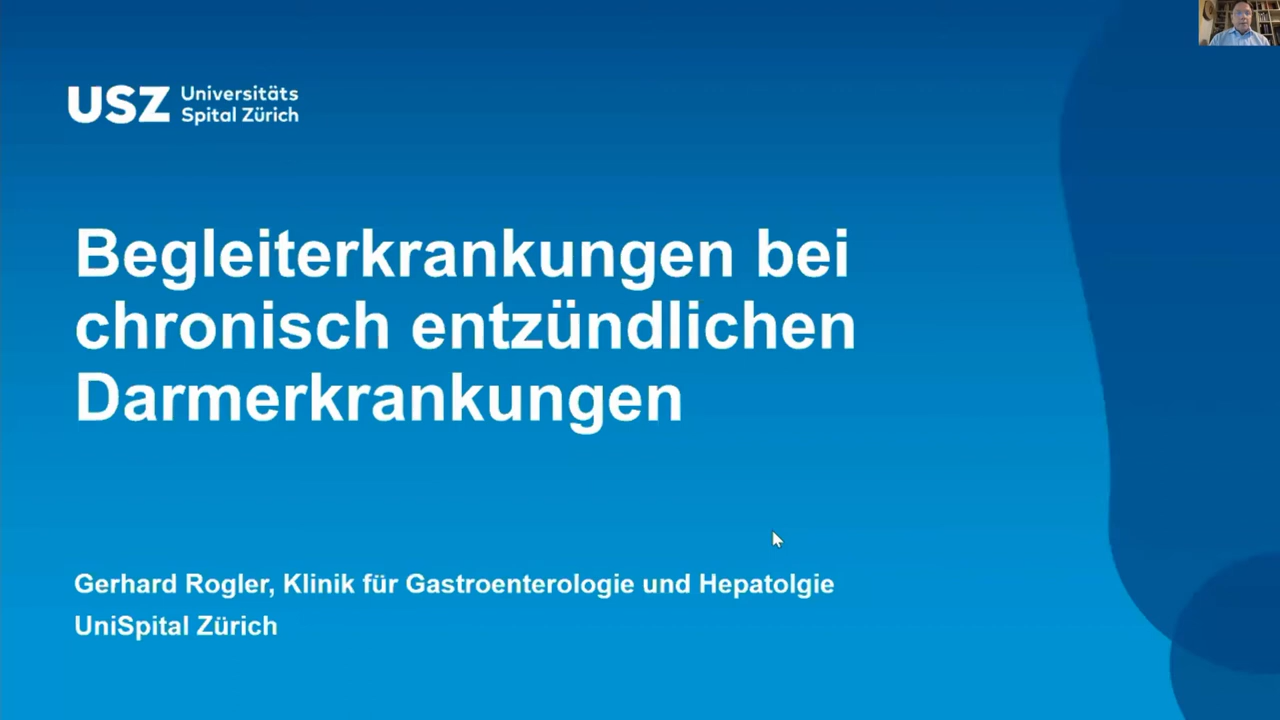 USZ Universitäts
Spital Zürich
Begleiterkrankungen bei
chronisch entzündlichen
Darmerkrankungen
Gerhard Rogler, Klinik für Gastroenterologie und Hepatolgie
UniSpital Zürich